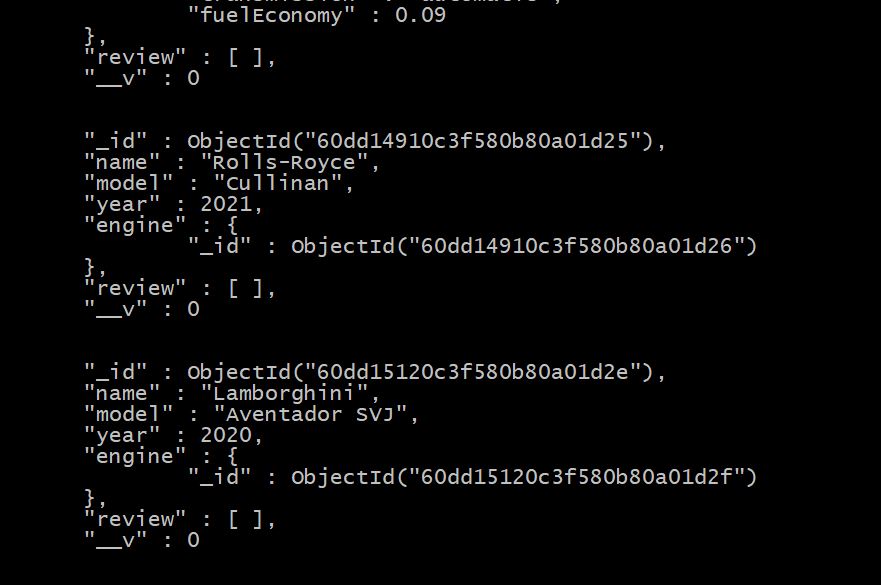 "fuelEconomy" : 0.09
},
"review" : [ ],
"__v" : 0
"_id" : ObjectId("60dd14910c3f580b80a01d25"),
"name" : "Rolls-Royce",
"model" : "Cullinan",
"year" : 2021,
"engine" : {
"_id" : ObjectId("60dd14910c3f580b80a01d26")
},
"review" : [ ],
"__v" : 0
"_id" : ObjectId("60dd15120c3f580b80a01d2e"),
"name" : "Lamborghini",
"model" : "Aventador SVJ",
"year" : 2020,
"engine" : {
"_id" : ObjectId("60dd15120c3f580b80a01d2f")
},
"review" : [ ],
"__v" : 0